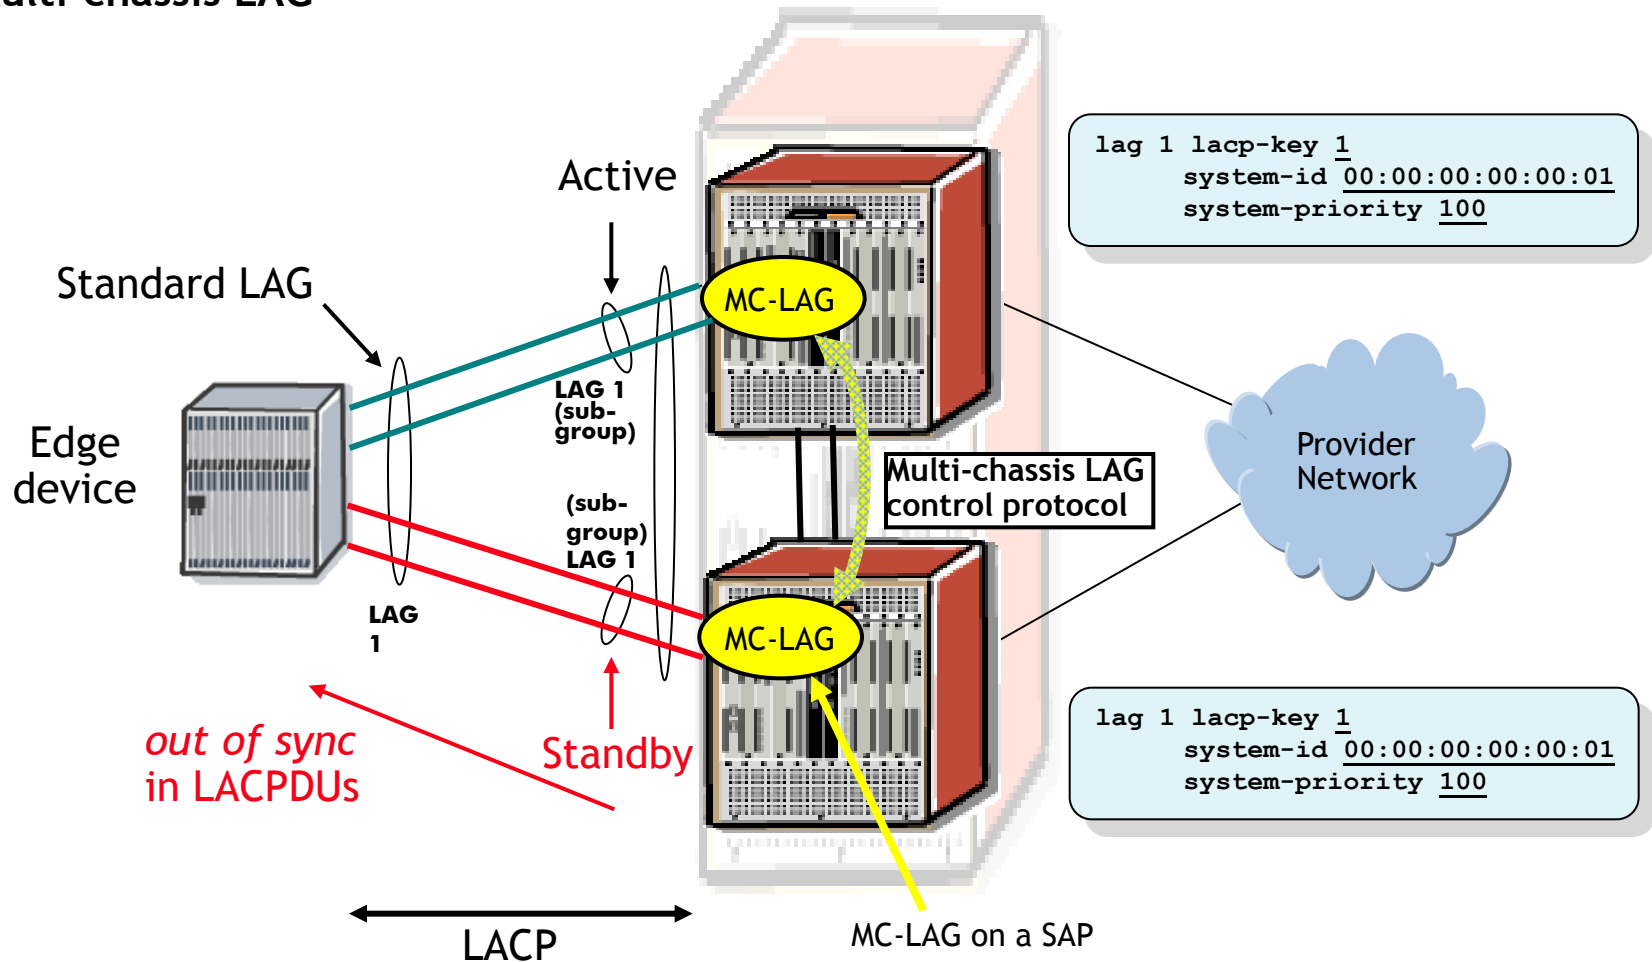 Multi-chassis LAG
lag 1 lacp-key 1
system-id 00:00:00:00:00:01
system-priority 100
Active
Standard LAG
MC-LAG
LAG 1
(sub-
group)
Edge
device
Multi-chassis LAG
control protocol
Provider
Network
(sub-
group)
LAG 1
LAG
1
MC-LAG
out of sync
in LACPDUs
Standby
lag 1 lacp-key 1
system-id 00:00:00:00:00:01
system-priority 100
LACP
MC-LAG on a SAP